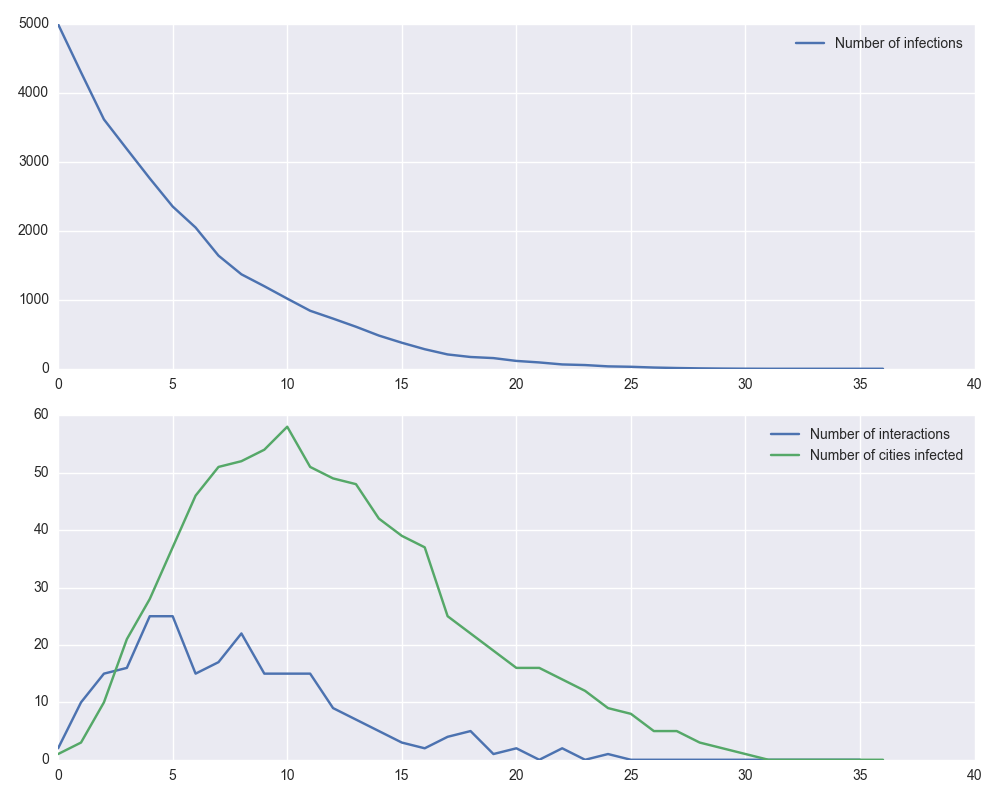 5000
Number of infections
4000
3000
2000
1000
0
0 5 10 15 20 25 30 35 40
60
Number of interactions
Number of cities infected
50
40
30
20
10
0
0 5 10 15 20 25 30 35 40